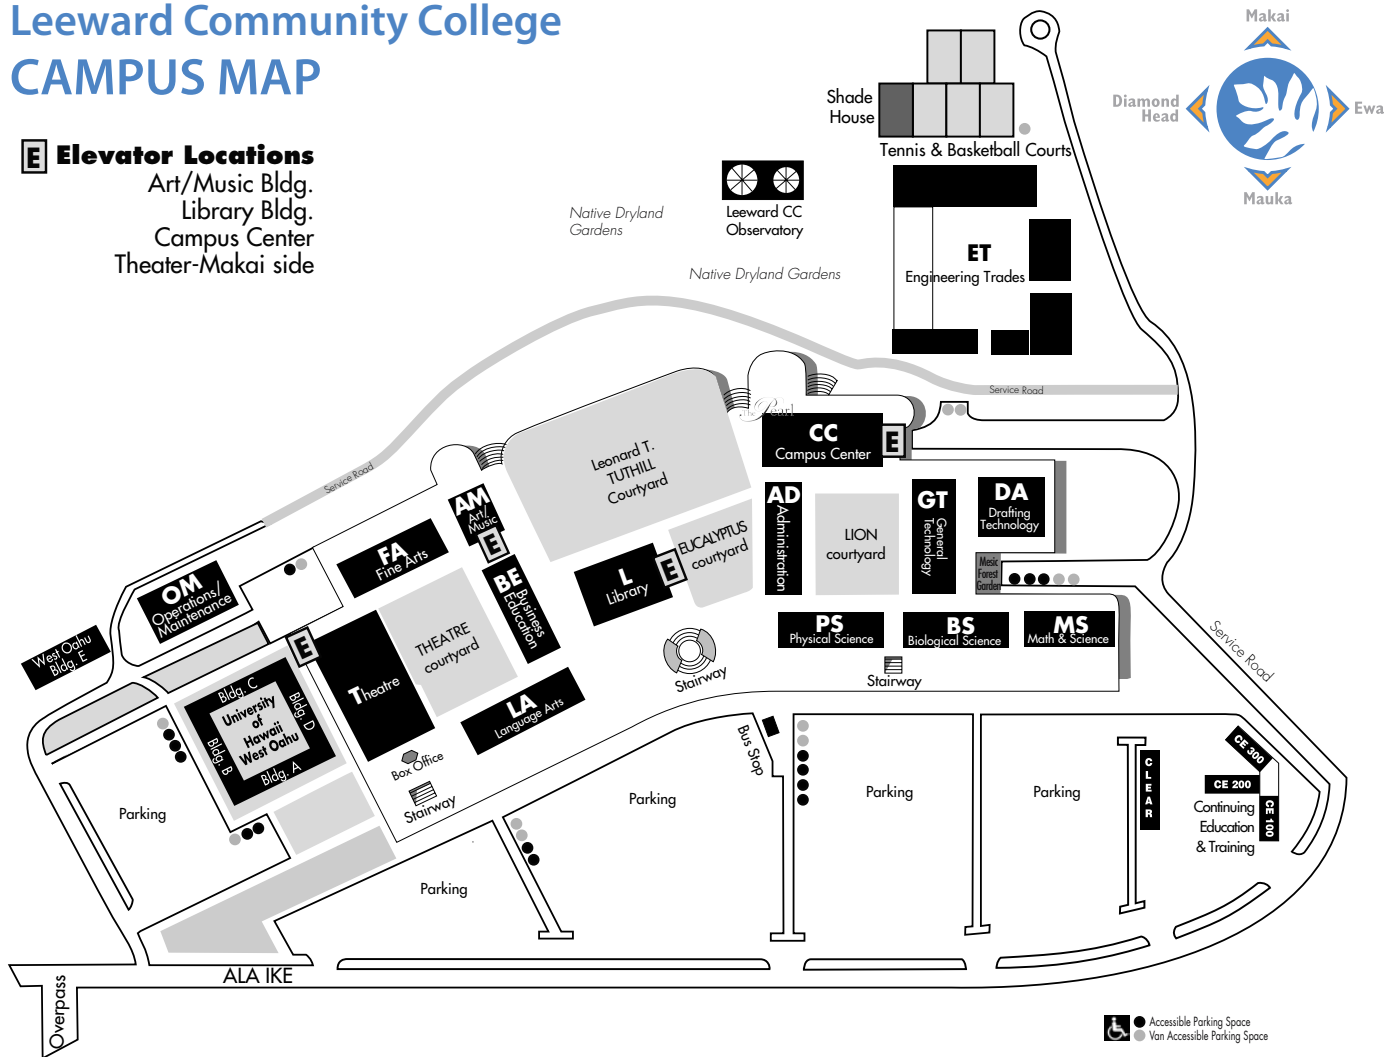 Leeward Community College
CAMPUS MAP
E Elevator Locations
Art/Music Bldg.
Library Bldg.
Campus Center
Theater-Makai side
Makai
Diamond
Head
Ewa
Mauka
Shade
House
Tennis & Basketball Courts
Leeward CC
Observatory
Native Dryland
Gardens
Native Dryland Gardens
ET
Engineering Trades
Service Road
Service Road
Service Road
The Pearl
CC
Campus Center
E
Leonard T.
TUTHILL
Courtyard
AM
Art/
Music
E
FA
Fine Arts
OM
Operations/
Maintenance
West Oahu
Bldg. E
BE
Business
Education
L
Library
E
EUCALYPTUS
courtyard
AD
Administration
LION
courtyard
GT
General
Technology
DA
Drafting
Technology
Mesic
Forest
Garden
PS
Physical Science
BS
Biological Science
MS
Math & Science
Stairway
Stairway
THEATRE
courtyard
E
Theatre
LA
Language Arts
Bldg. C
Bldg. D
Bldg. B
Bldg. A
University
of
Hawaii
West Oahu
Box Office
Stairway
Bus Stop
Parking
Parking
Parking
Parking
Parking
CLEAR
CE 300
CE 200
CE 100
Continuing
Education
& Training
ALA IKE
Overpass
Accessible Parking Space
Van Accessible Parking Space